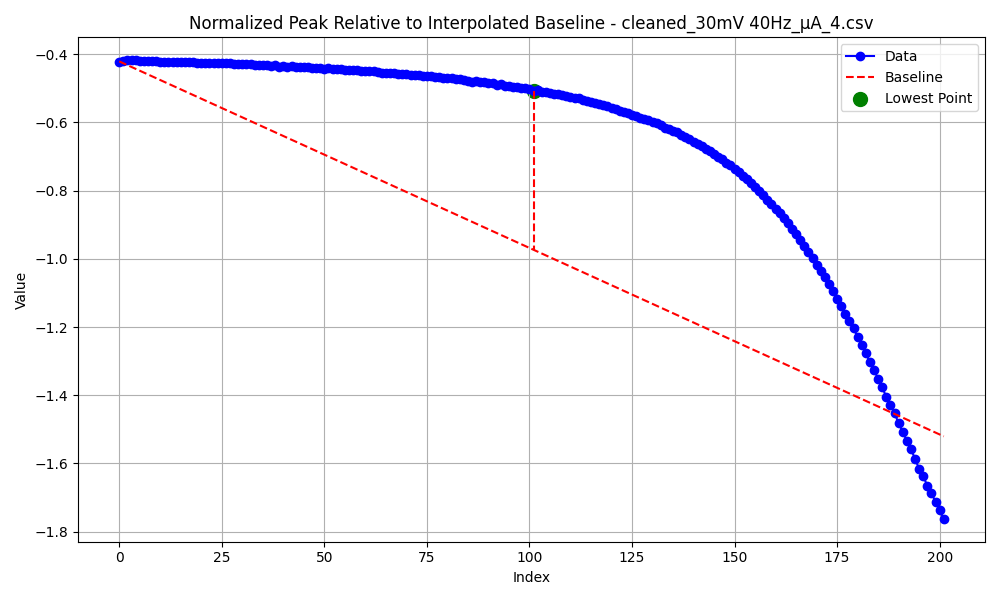 Normalized Peak Relative to Interpolated Baseline - cleaned_30mV 40Hz_μA_4.csv
Data
Baseline
Lowest Point
Value
−0.4
−0.6
−0.8
−1.0
−1.2
−1.4
−1.6
−1.8
0
25
50
75
100
125
150
175
200
Index